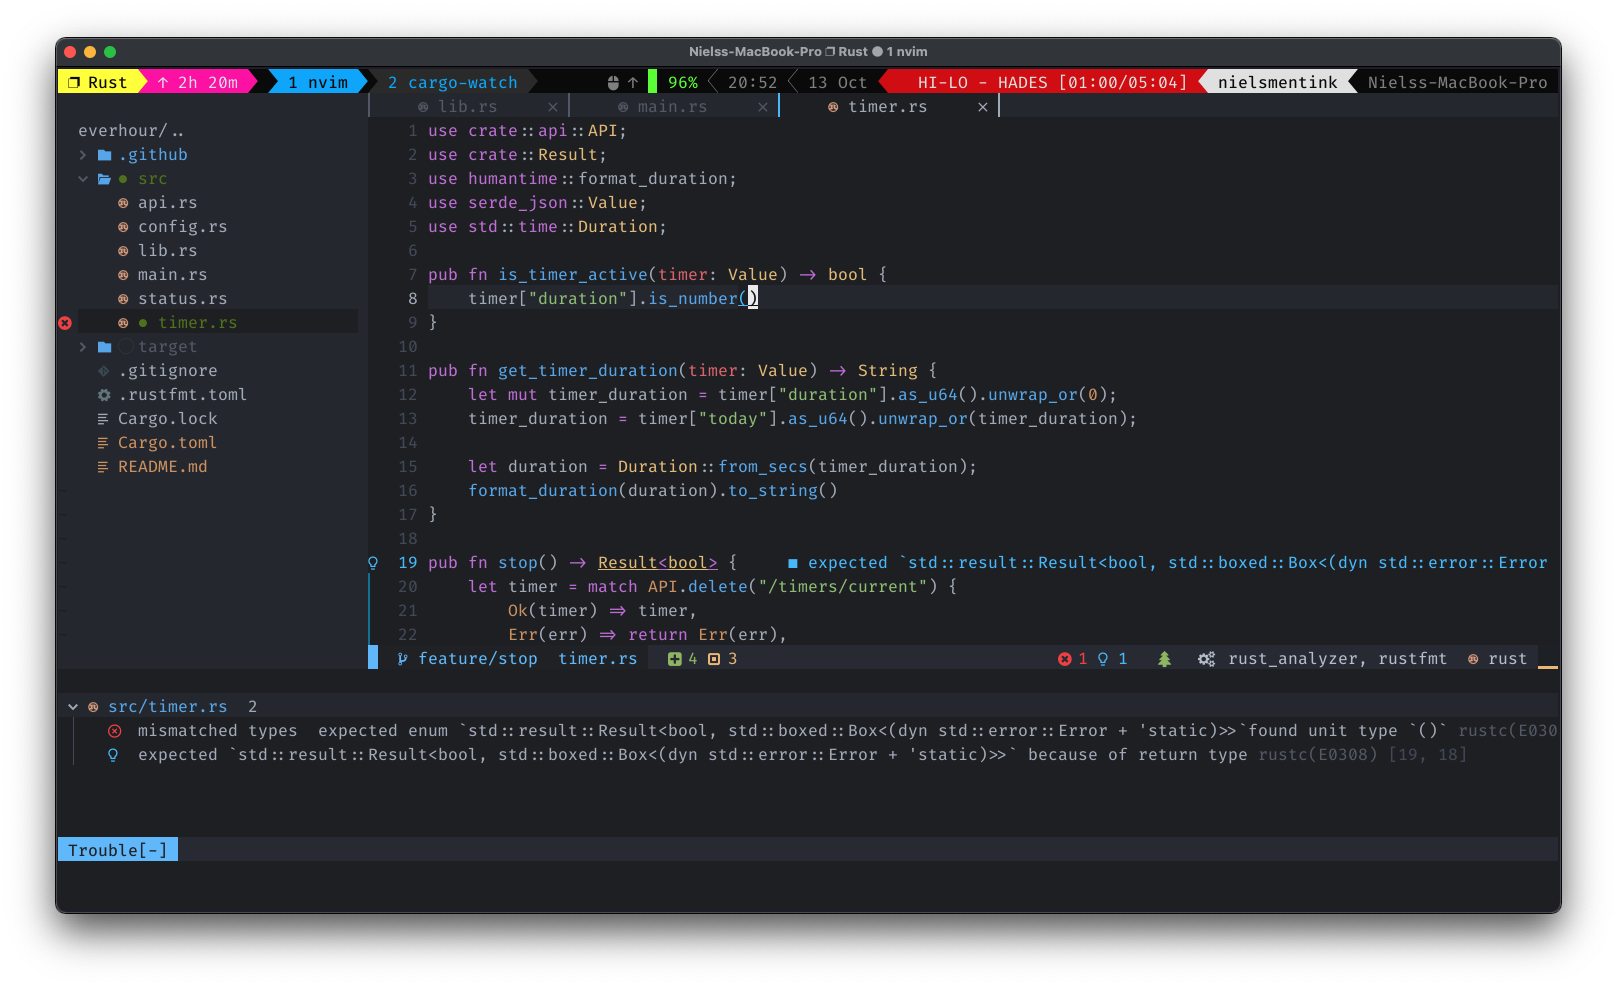 Nielss-MacBook-Pro ❐ Rust ● 1 nvim
❐ Rust ↑ 2h 20m 1 nvim 2 cargo-watch ↑ 96% 20:52 13 Oct HI-LO - HADES [01:00/05:04] nielsmentink Nielss-MacBook-Pro
lib.rs × main.rs × timer.rs ×
everhour/..
.github
src
api.rs
config.rs
lib.rs
main.rs
status.rs
timer.rs
target
.gitignore
.rustfmt.toml
Cargo.lock
Cargo.toml
README.md
1 use crate::api::API;
2 use crate::Result;
3 use humantime::format_duration;
4 use serde_json::Value;
5 use std::time::Duration;
6
7 pub fn is_timer_active(timer: Value) -> bool {
8     timer["duration"].is_number()
9 }
10
11 pub fn get_timer_duration(timer: Value) -> String {
12     let mut timer_duration = timer["duration"].as_u64().unwrap_or(0);
13     timer_duration = timer["today"].as_u64().unwrap_or(timer_duration);
14
15     let duration = Duration::from_secs(timer_duration);
16     format_duration(duration).to_string()
17 }
18
19 pub fn stop() -> Result<bool> {     ■ expected `std::result::Result<bool, std::boxed::Box<(dyn std::error::Error
20     let timer = match API.delete("/timers/current") {
21         Ok(timer) => timer,
22         Err(err) => return Err(err),
feature/stop timer.rs 4 3 1 1 rust_analyzer, rustfmt rust
src/timer.rs 2
mismatched types  expected enum `std::result::Result<bool, std::boxed::Box<(dyn std::error::Error + 'static)>>`found unit type `()` rustc(E030
expected `std::result::Result<bool, std::boxed::Box<(dyn std::error::Error + 'static)>>` because of return type rustc(E0308) [19, 18]
Trouble[-]